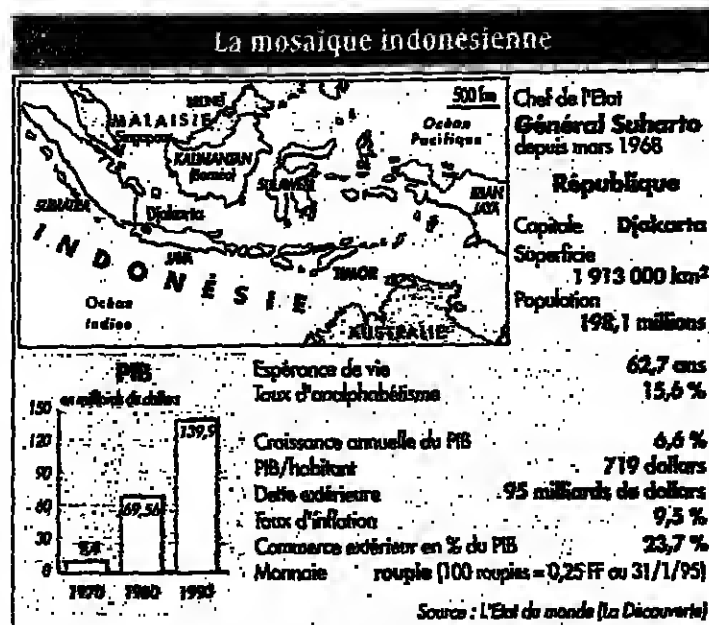 La mosaïque indonésienne
500 km
BRUNEI
MALAISIE
Singapour
Océan
Pacifique
KALIMANTAN
(Bornéo)
SULAWESI
IRIAN
JAYA
SUMATRA
Djakarta
JAVA
TIMOR
INDONÉSIE
Océan
Indien
AUSTRALIE
Chef de l'Etat
Général Suharto
depuis mars 1968
République
Capitale Djakarta
Superficie
1 913 000 km²
Population
198,1 millions
PIB
en milliards de dollars
150
120
90
60
30
0
69,56
139,9
1970 1980 1993
Espérance de vie 62,7 ans
Taux d'analphabétisme 15,6 %
Croissance annuelle du PIB 6,6 %
PIB/habitant 719 dollars
Dette extérieure 95 milliards de dollars
Taux d'inflation 9,5 %
Commerce extérieur en % du PIB 23,7 %
Monnaie roupie (100 roupies = 0,25 FF au 31/1/95)
Source : L'Etat du monde (La Découverte)